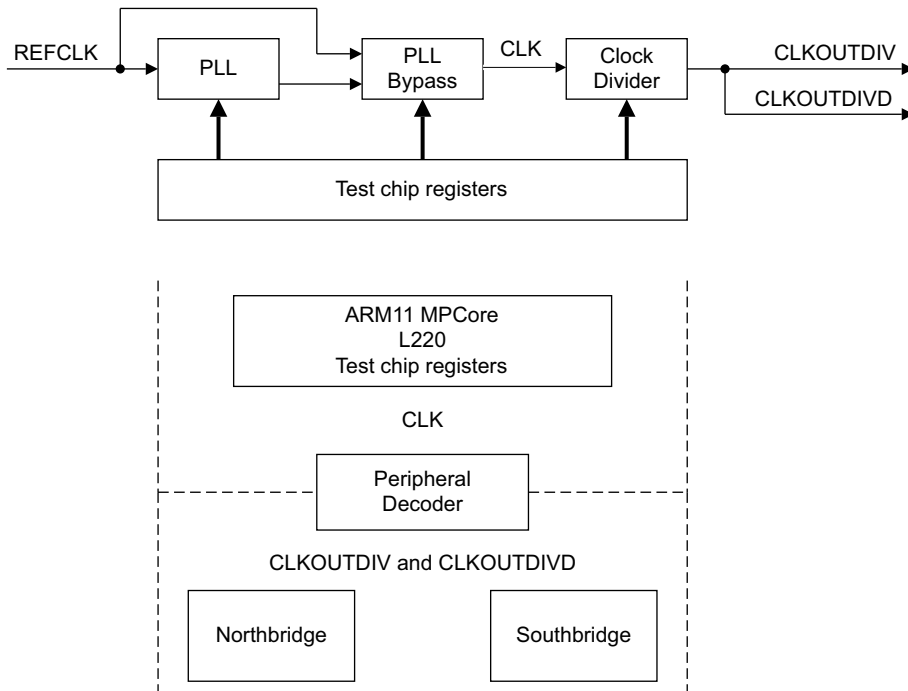 REFCLK
PLL
PLL
Bypass
CLK
Clock
Divider
CLKOUTDIV
CLKOUTDIVD
Test chip registers
ARM11 MPCore
L220
Test chip registers
CLK
Peripheral
Decoder
CLKOUTDIV and CLKOUTDIVD
Northbridge
Southbridge